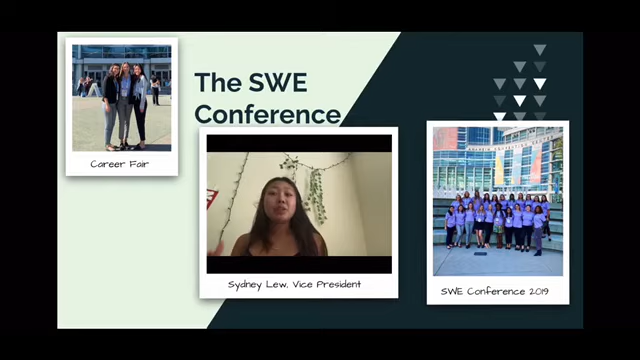 The SWE
Conference
Career Fair
Sydney Lew, Vice President
SWE Conference 2019